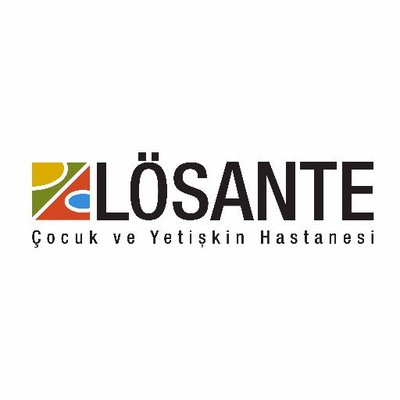 LÖSANTE
Çocuk ve Yetişkin Hastanesi